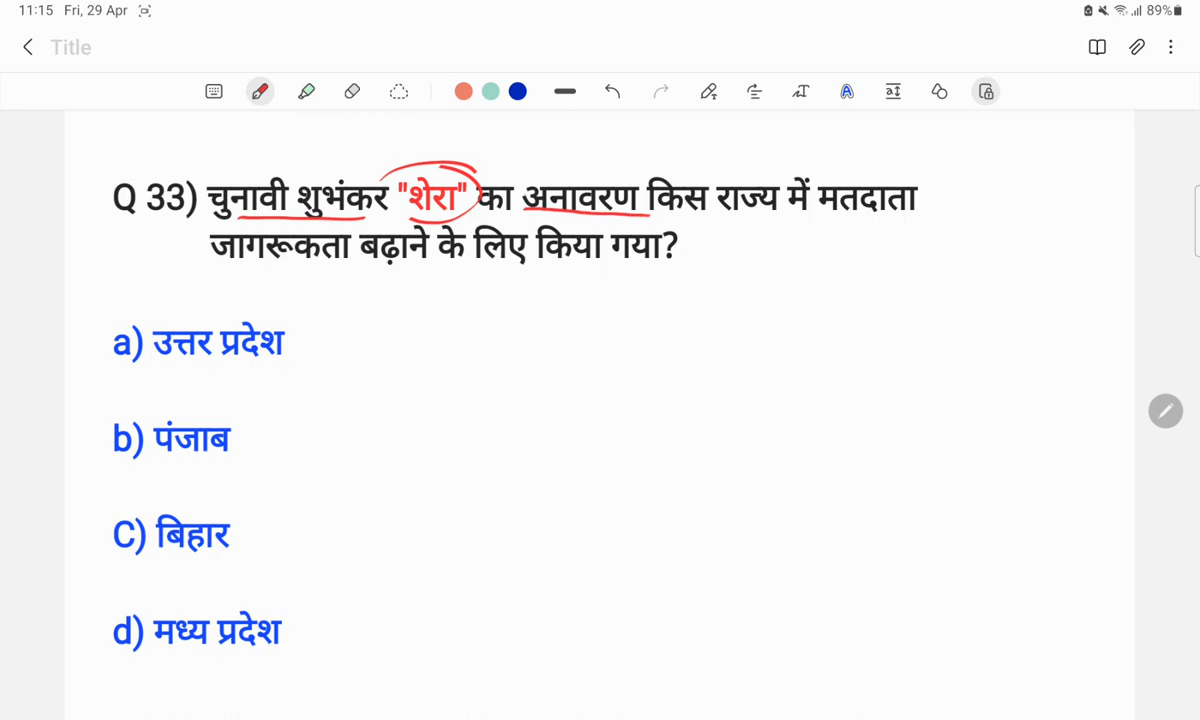 11:15 Fri, 29 Apr 89%
Title
Q 33) चुनावी शुभंकर "शेरा" का अनावरण किस राज्य में मतदाता
जागरूकता बढ़ाने के लिए किया गया?
a) उत्तर प्रदेश
b) पंजाब
C) बिहार
d) मध्य प्रदेश